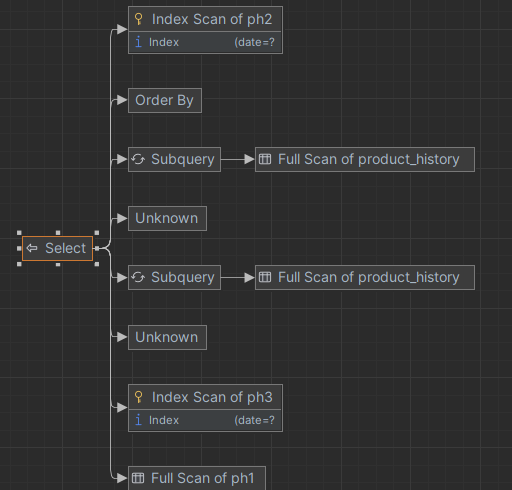 Index Scan of ph2
i Index (date=?
Order By
Subquery
Full Scan of product_history
Unknown
Select
Subquery
Full Scan of product_history
Unknown
Index Scan of ph3
i Index (date=?
Full Scan of ph1